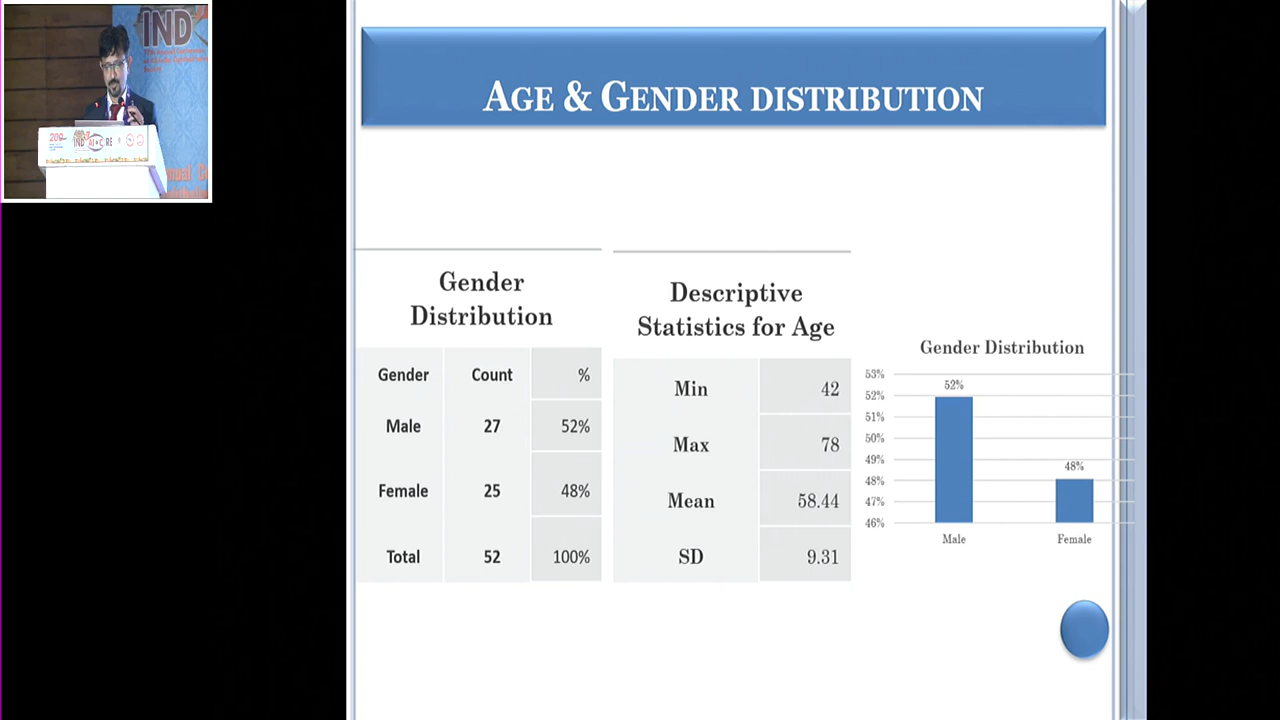 IND
AGE & GENDER DISTRIBUTION
Gender
Distribution
Gender Count %
Male 27 52%
Female 25 48%
Total 52 100%
Descriptive
Statistics for Age
Min 42
Max 78
Mean 58.44
SD 9.31
Gender Distribution
53%
52%
51%
50%
49%
48%
47%
46%
52%
48%
Male
Female